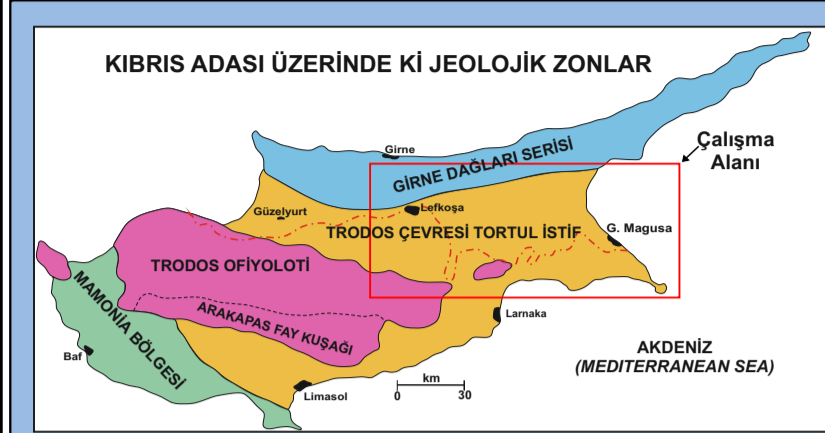 KIBRIS ADASI ÜZERİNDE Kİ JEOLOJİK ZONLAR
Çalışma
Alanı
Girne
GİRNE DAĞLARI SERİSİ
Güzelyurt
Lefkoşa
TRODOS ÇEVRESİ TORTUL İSTİF
G. Magusa
TRODOS OFİYOLOTİ
MAMONIA BÖLGESİ
ARAKAPAS FAY KUŞAĞI
Larnaka
Baf
AKDENİZ
(MEDITERRANEAN SEA)
km
0 30
Limasol